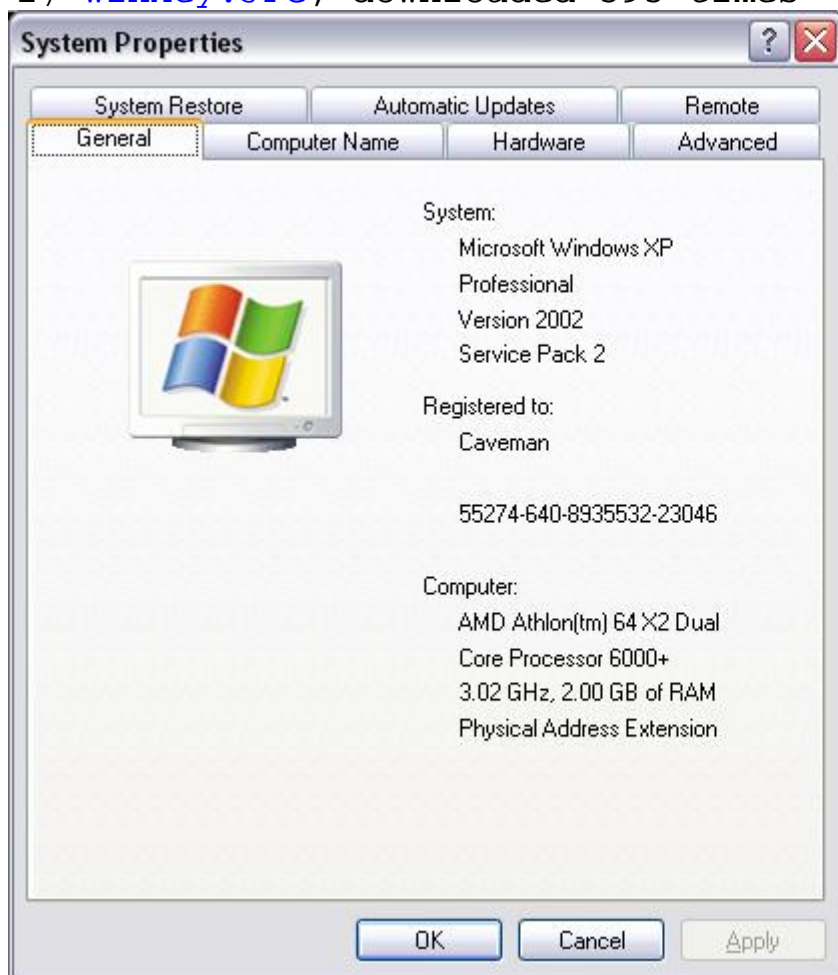 System Properties
System Restore Automatic Updates Remote
General Computer Name Hardware Advanced
System:
Microsoft Windows XP
Professional
Version 2002
Service Pack 2
Registered to:
Caveman
55274-640-8935532-23046
Computer:
AMD Athlon(tm) 64 X2 Dual
Core Processor 6000+
3.02 GHz, 2.00 GB of RAM
Physical Address Extension
OK Cancel Apply